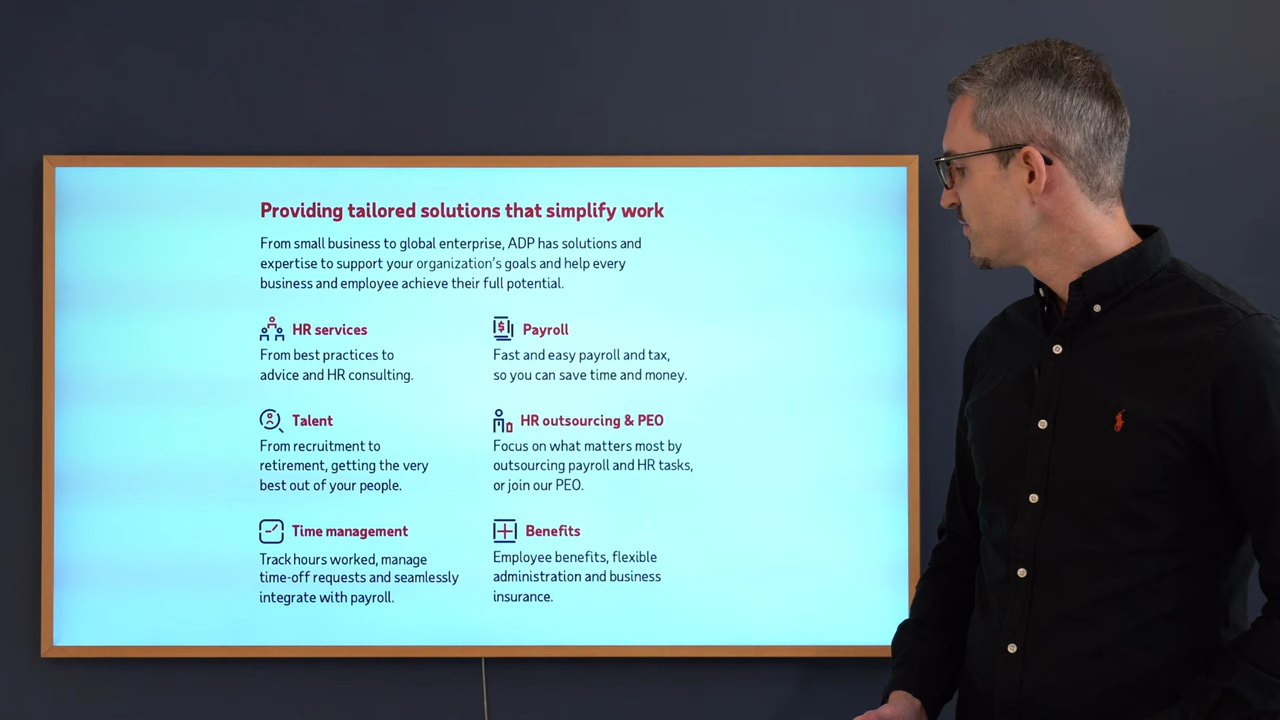 Providing tailored solutions that simplify work
From small business to global enterprise, ADP has solutions and
expertise to support your organization's goals and help every
business and employee achieve their full potential.
HR services
From best practices to
advice and HR consulting.
Payroll
Fast and easy payroll and tax,
so you can save time and money.
Talent
From recruitment to
retirement, getting the very
best out of your people.
HR outsourcing & PEO
Focus on what matters most by
outsourcing payroll and HR tasks,
or join our PEO.
Time management
Track hours worked, manage
time-off requests and seamlessly
integrate with payroll.
Benefits
Employee benefits, flexible
administration and business
insurance.